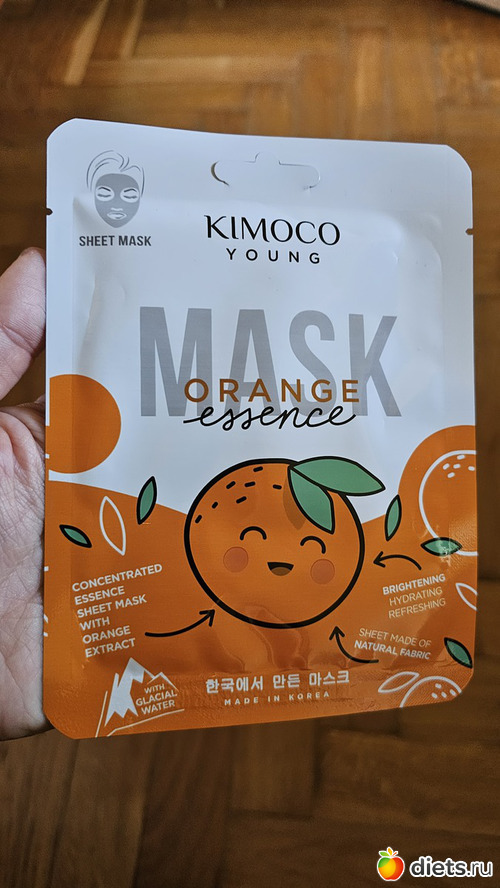 SHEET MASK
KIMOCO
YOUNG
MASK
ORANGE
essence
CONCENTRATED
ESSENCE
SHEET MASK
WITH
ORANGE
EXTRACT
BRIGHTENING
HYDRATING
REFRESHING
SHEET MADE OF
NATURAL FABRIC
WITH
GLACIAL
WATER
한국에서 만든 마스크
MADE IN KOREA
diets.ru